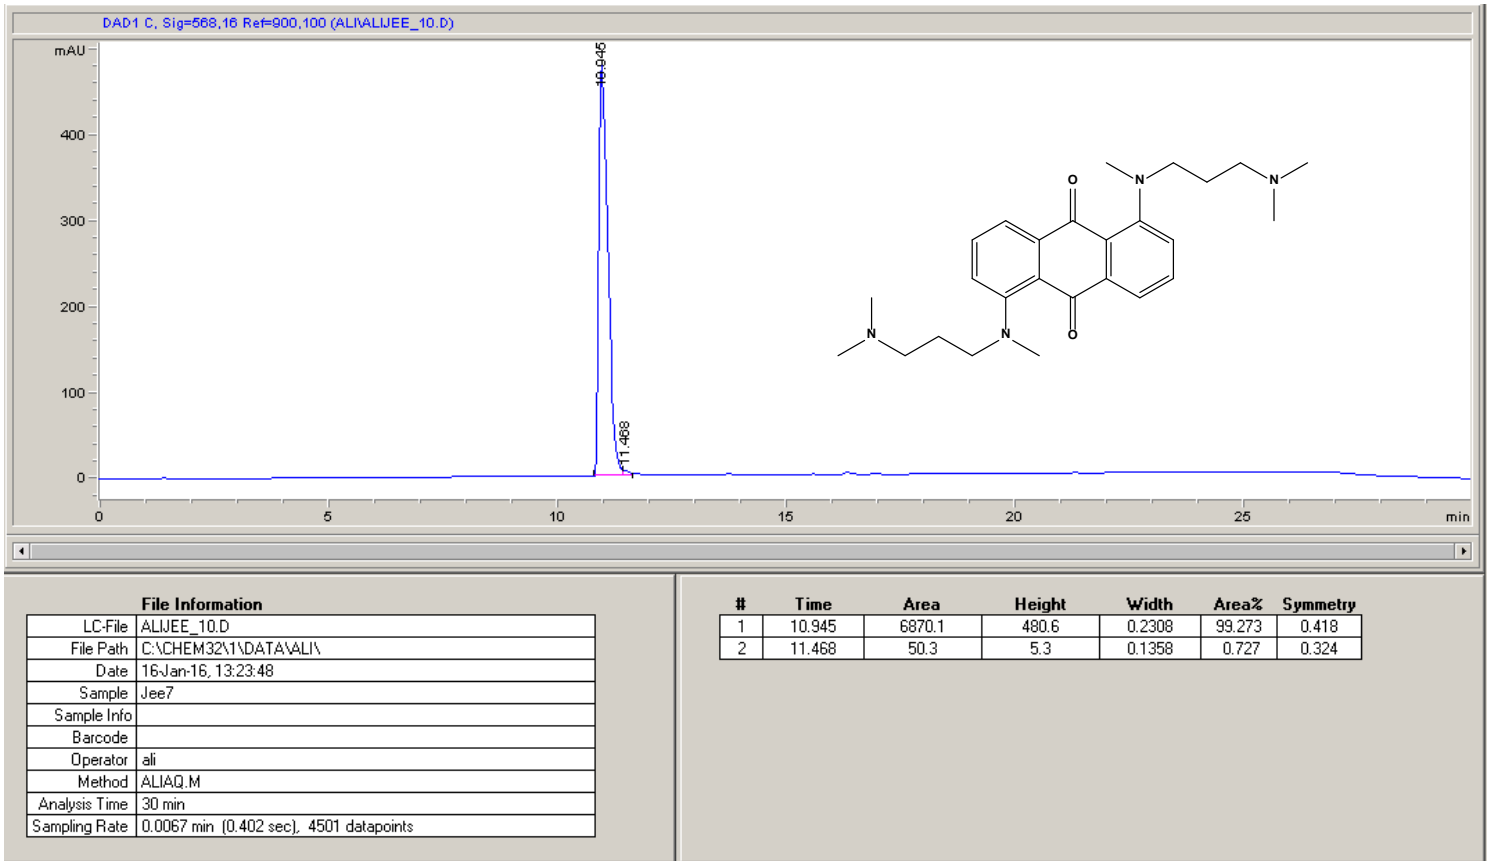 DAD1 C, Sig=568,16 Ref=900,100 (ALI\ALIJEE_10.D)
mAU
10.945
400
O
N
N
300
200
N
N
O
100
11.468
0
0 5 10 15 20 25 min
File Information
LC-File ALIJEE_10.D
File Path C:\CHEM32\1\DATA\ALI\
Date 16-Jan-16, 13:23:48
Sample Jee7
Sample Info
Barcode
Operator ali
Method ALIAQ.M
Analysis Time 30 min
Sampling Rate 0.0067 min (0.402 sec), 4501 datapoints
# Time Area Height Width Area% Symmetry
1 10.945 6870.1 480.6 0.2308 99.273 0.418
2 11.468 50.3 5.3 0.1358 0.727 0.324